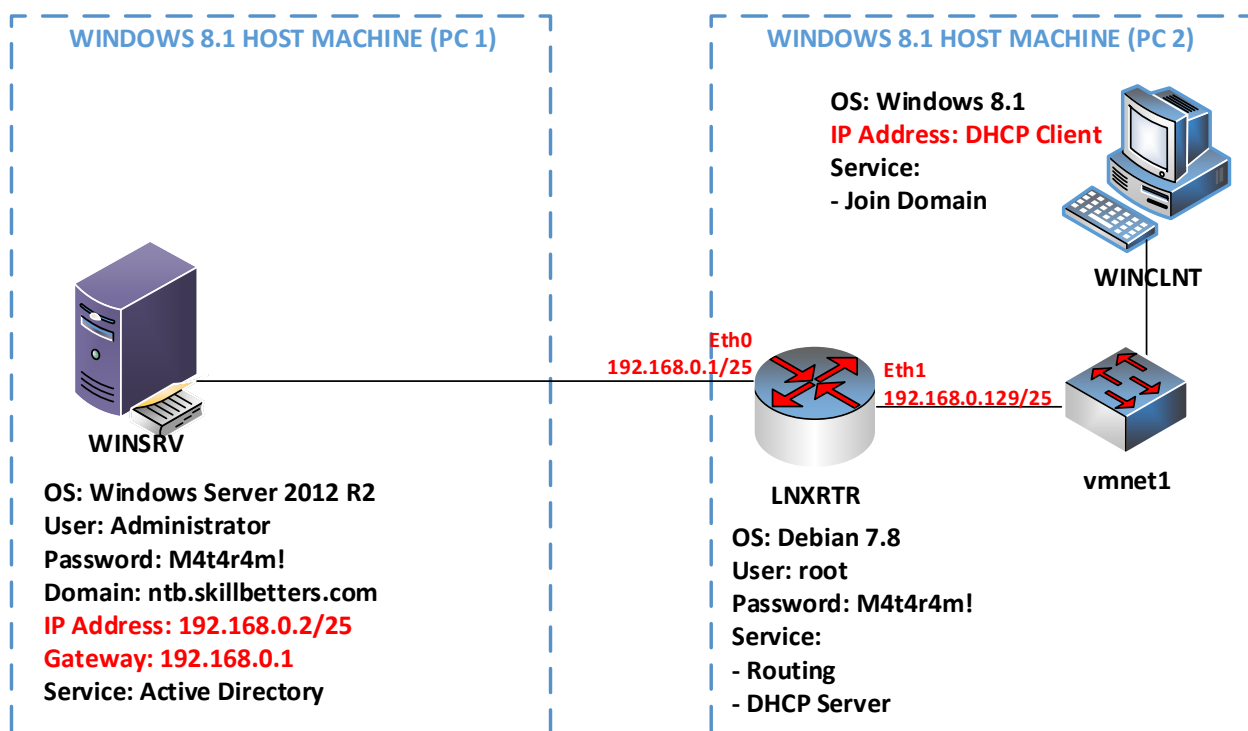 WINDOWS 8.1 HOST MACHINE (PC 1)
WINSRV
OS: Windows Server 2012 R2
User: Administrator
Password: M4t4r4m!
Domain: ntb.skillbetters.com
IP Address: 192.168.0.2/25
Gateway: 192.168.0.1
Service: Active Directory
WINDOWS 8.1 HOST MACHINE (PC 2)
OS: Windows 8.1
IP Address: DHCP Client
Service:
- Join Domain
WINCLNT
Eth0
192.168.0.1/25
Eth1
192.168.0.129/25
vmnet1
LNXRTR
OS: Debian 7.8
User: root
Password: M4t4r4m!
Service:
- Routing
- DHCP Server